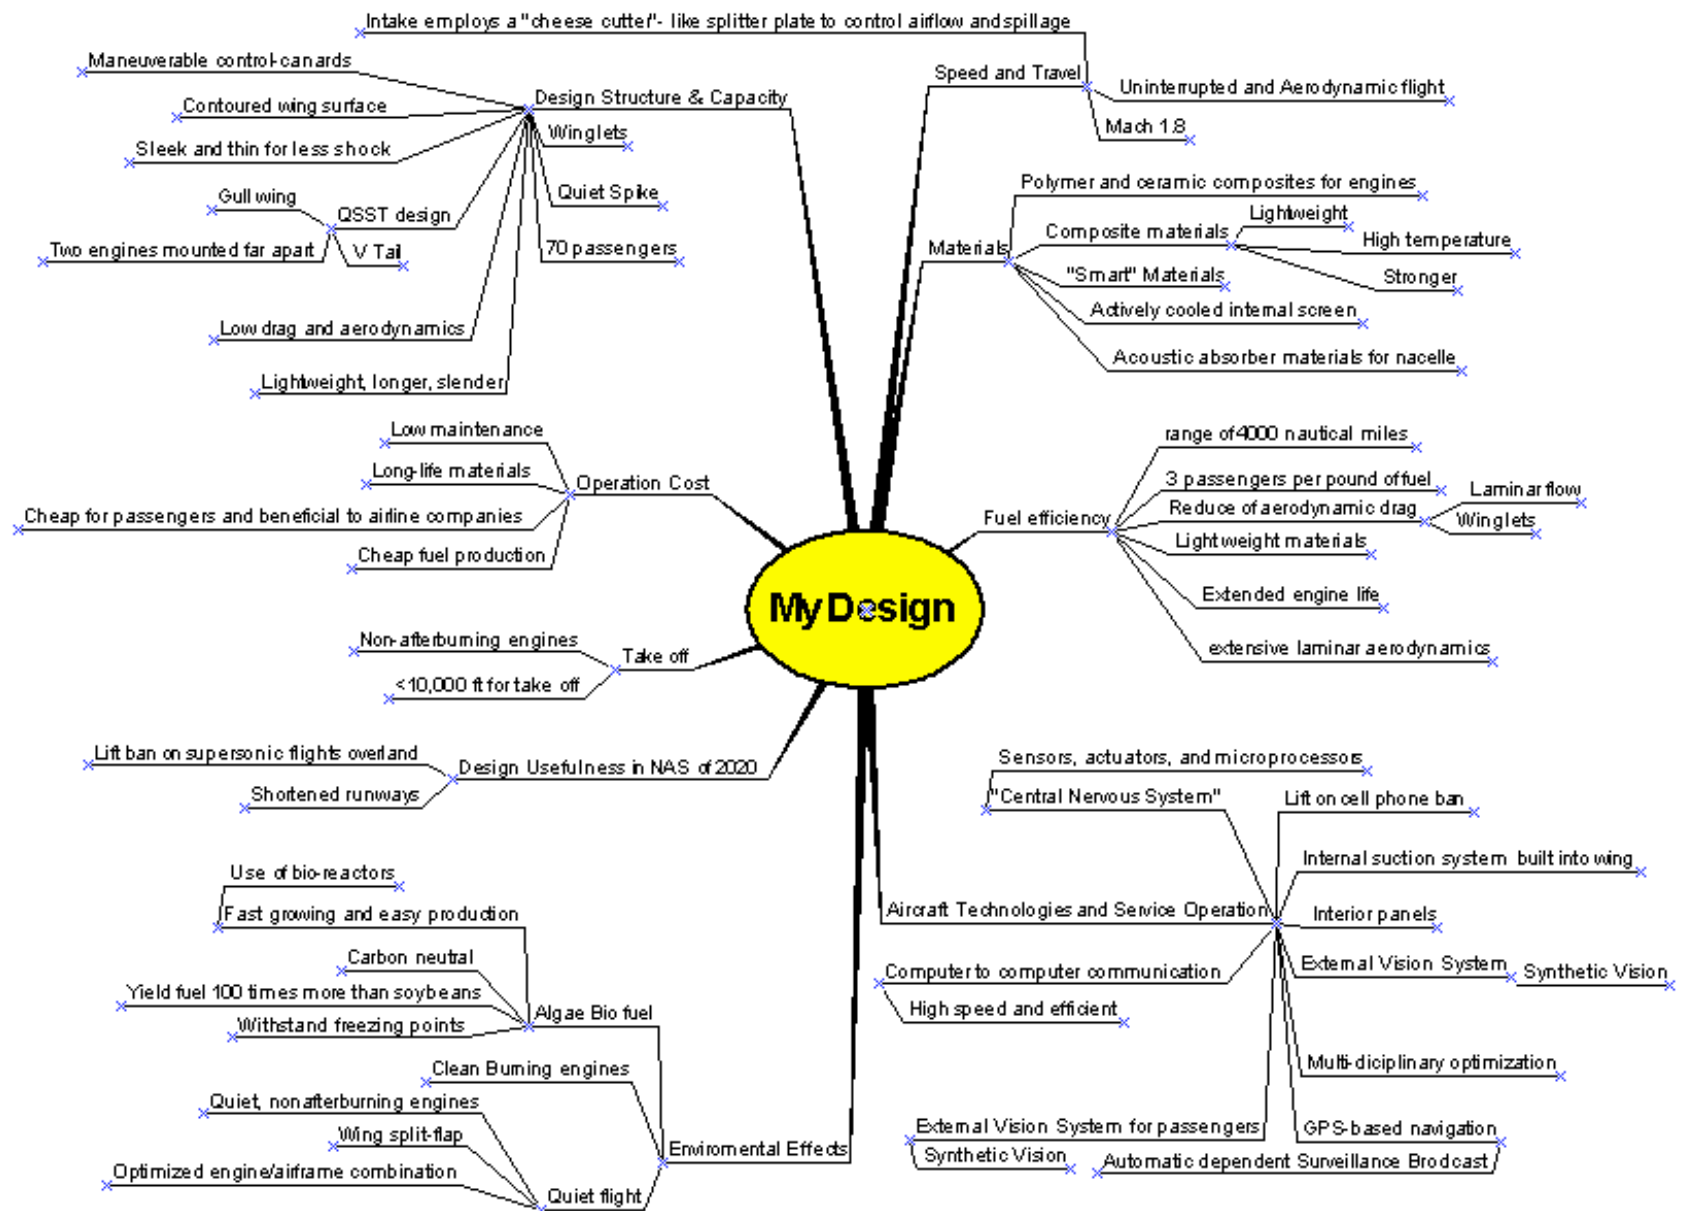 Intake employs a "cheese cutter"- like splitter plate to control airflow and spillage
Speed and Travel
Uninterrupted and Aerodynamic flight
Mach 1.8
Maneuverable control-canards
Design Structure & Capacity
Contoured wing surface
Winglets
Sleek and thin for less shock
Quiet Spike
Gull wing
QSST design
Two engines mounted far apart
V Tail
70 passengers
Low drag and aerodynamics
Lightweight, longer, slender
Polymer and ceramic composites for engines
Materials
Composite materials
Lightweight
High temperature
Stronger
"Smart" Materials
Actively cooled internal screen
Acoustic absorber materials for nacelle
Low maintenance
Long-life materials
Operation Cost
Cheap for passengers and beneficial to airline companies
Cheap fuel production
range of 4000 nautical miles
3 passengers per pound of fuel
Fuel efficiency
Reduce of aerodynamic drag
Laminar flow
Winglets
Lightweight materials
Extended engine life
extensive laminar aerodynamics
My Design
Non-afterburning engines
Take off
<10,000 ft for take off
Lift ban on supersonic flights overland
Design Usefulness in NAS of 2020
Shortened runways
Sensors, actuators, and microprocessors
"Central Nervous System"
Lift on cell phone ban
Internal suction system built into wing
Aircraft Technologies and Service Operation
Interior panels
Computer to computer communication
High speed and efficient
External Vision System
Synthetic Vision
Multi-diciplinary optimization
External Vision System for passengers
Synthetic Vision
GPS-based navigation
Automatic dependent Surveillance Brodcast
Use of bio-reactors
Fast growing and easy production
Carbon neutral
Yield fuel 100 times more than soybeans
Withstand freezing points
Algae Bio fuel
Clean Burning engines
Quiet, nonafterburning engines
Wing split-flap
Enviromental Effects
Optimized engine/airframe combination
Quiet flight